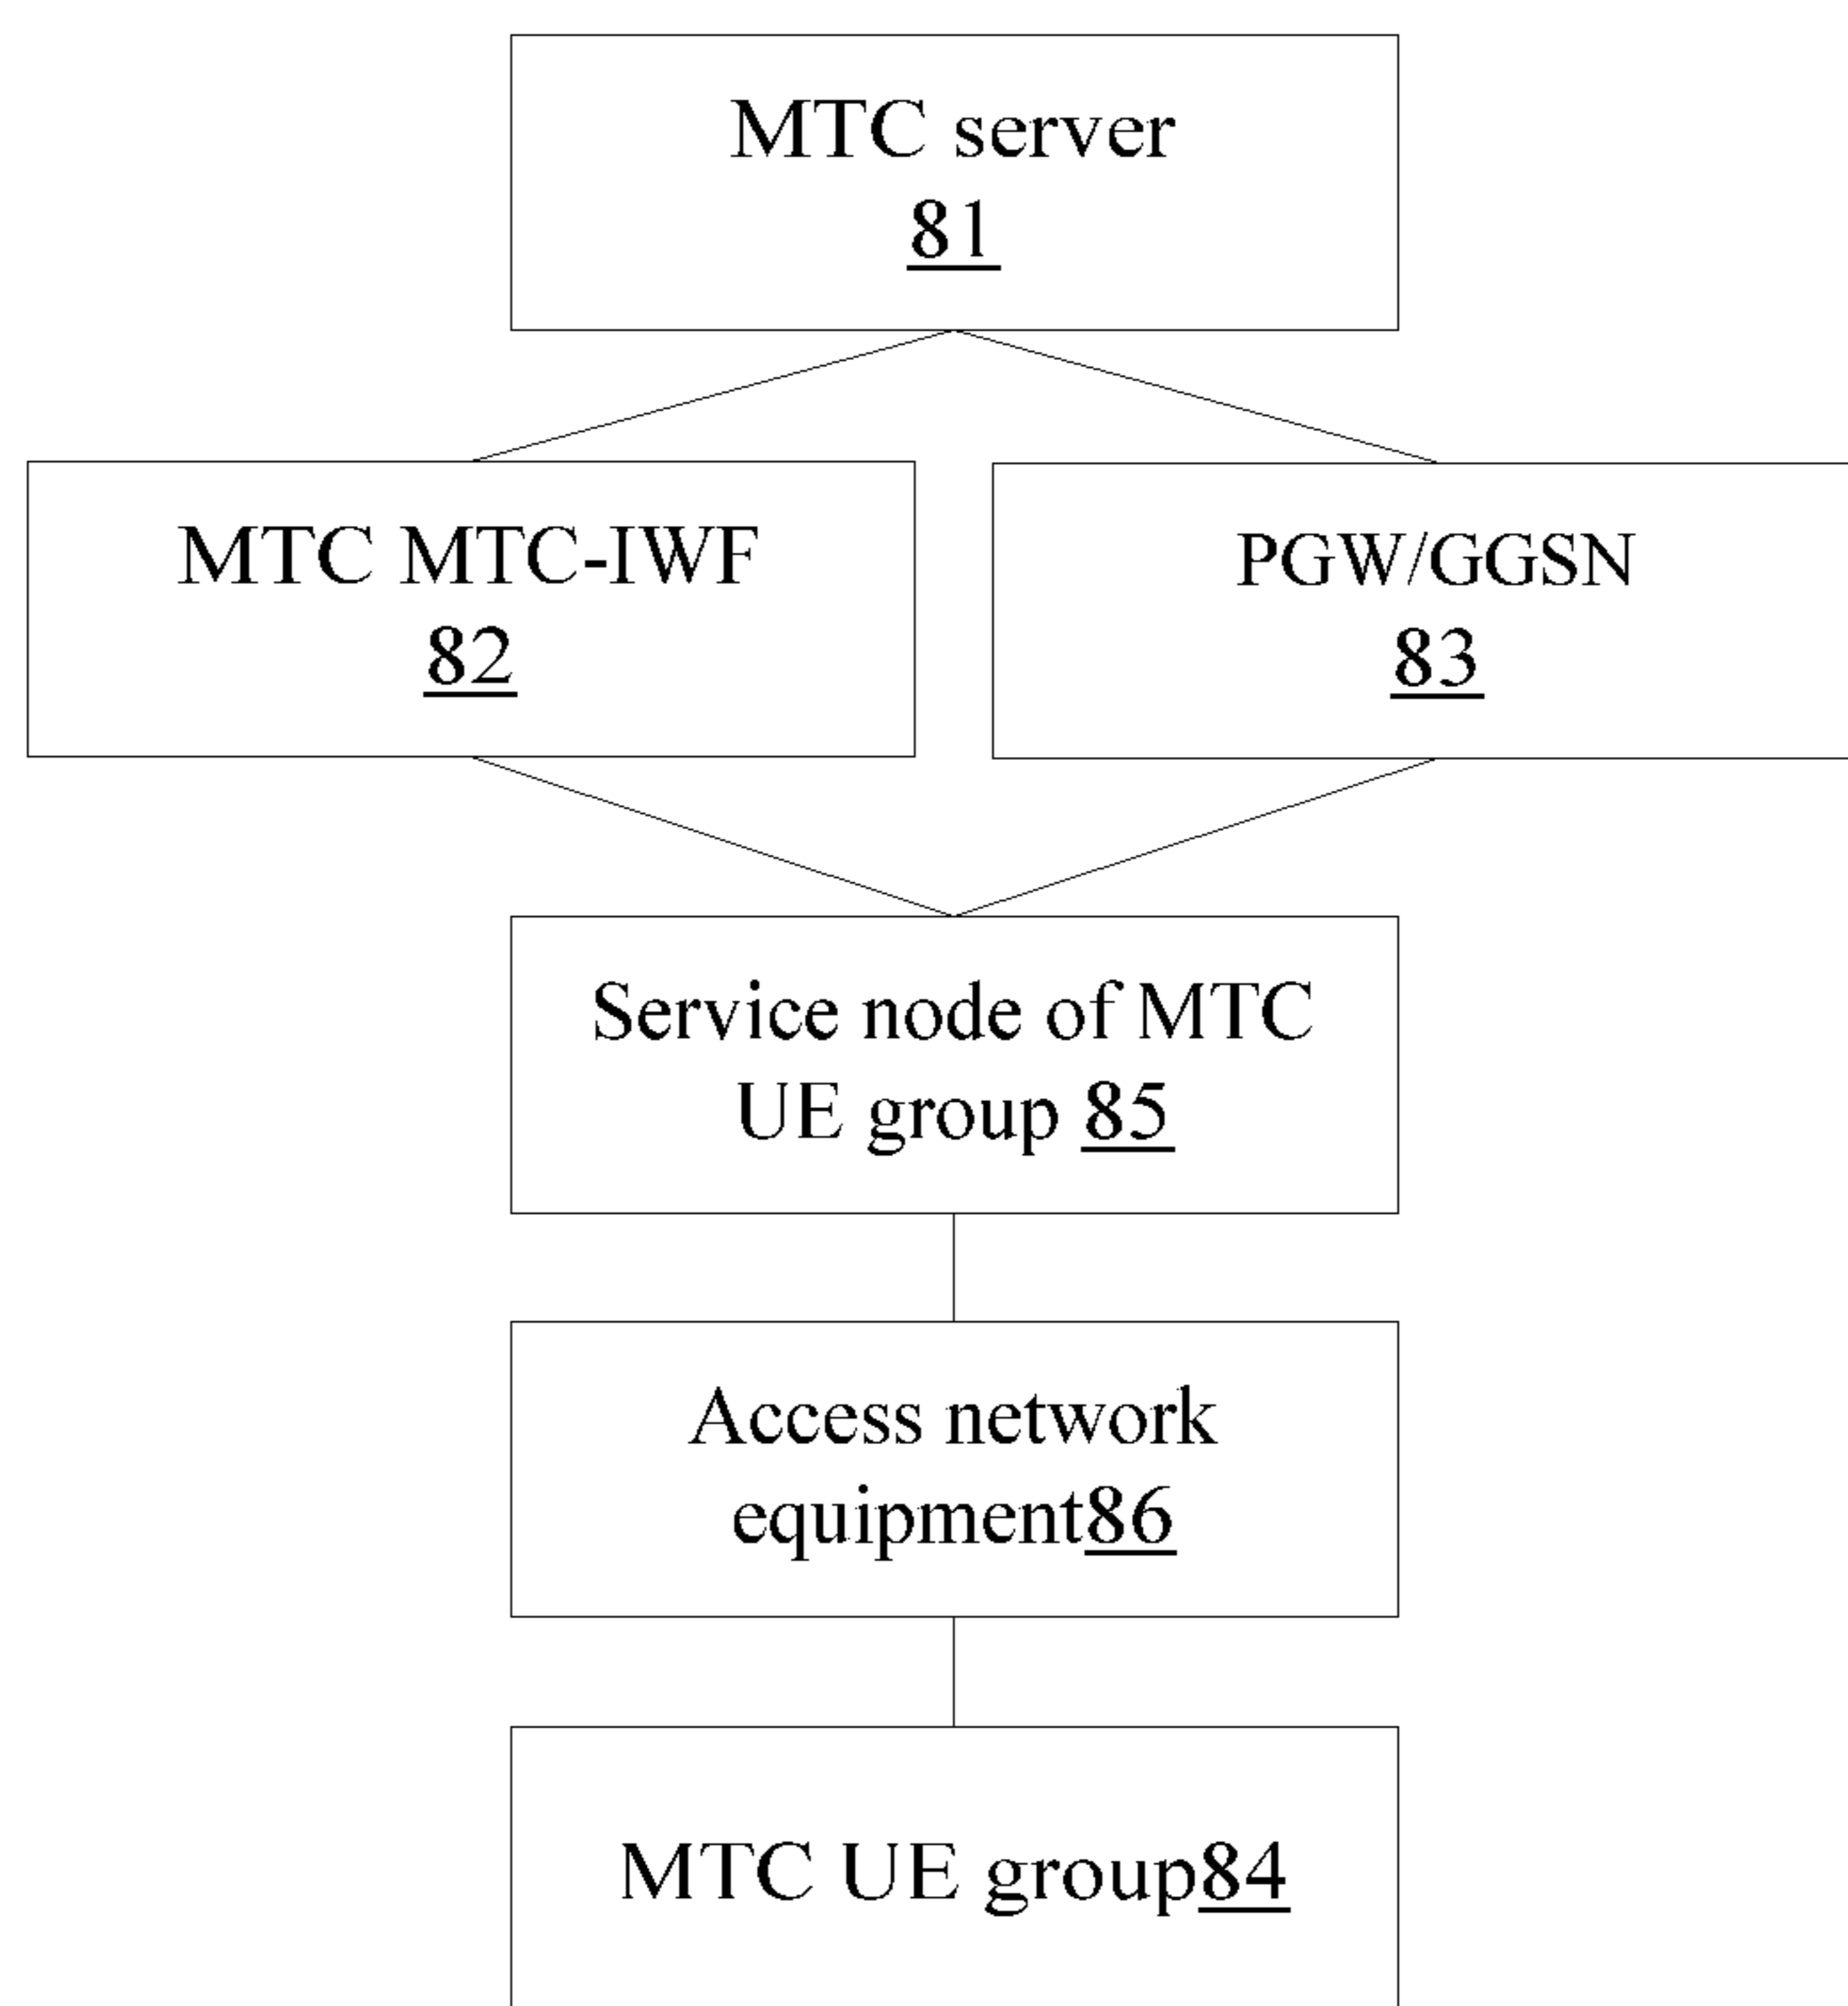 MTC server
81
MTC MTC-IWF
82
PGW/GGSN
83
Service node of MTC
UE group 85
Access network
equipment86
MTC UE group84